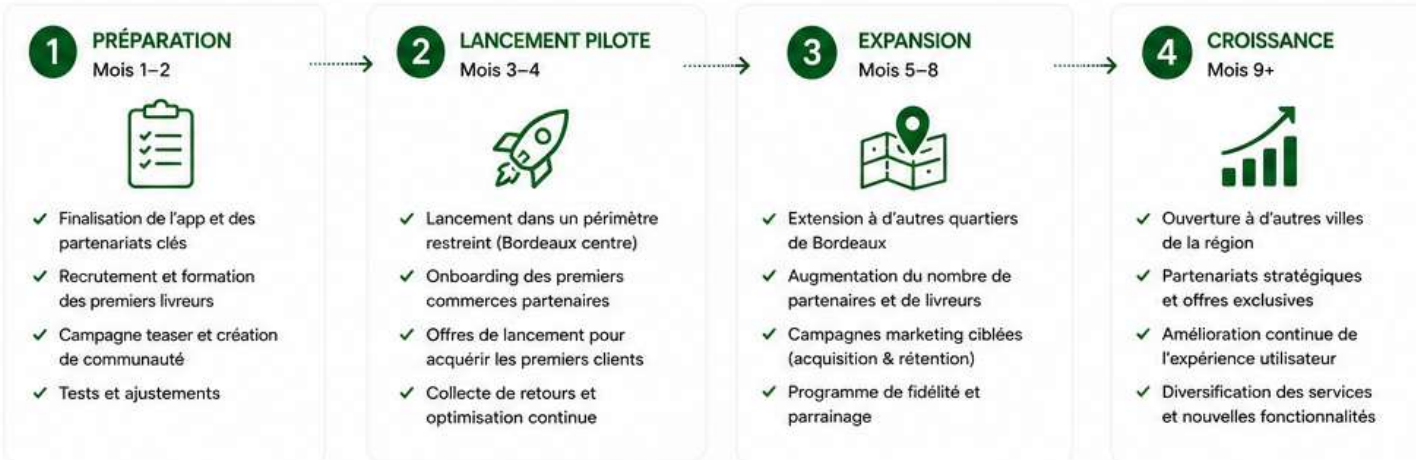 1
PRÉPARATION
Mois 1–2
Finalisation de l'app et des
partenariats clés
Recrutement et formation
des premiers livreurs
Campagne teaser et création
de communauté
Tests et ajustements
2
LANCEMENT PILOTE
Mois 3–4
Lancement dans un périmètre
restreint (Bordeaux centre)
Onboarding des premiers
commerces partenaires
Offres de lancement pour
acquérir les premiers clients
Collecte de retours et
optimisation continue
3
EXPANSION
Mois 5–8
Extension à d'autres quartiers
de Bordeaux
Augmentation du nombre de
partenaires et de livreurs
Campagnes marketing ciblées
(acquisition & rétention)
Programme de fidélité et
parrainage
4
CROISSANCE
Mois 9+
Ouverture à d'autres villes
de la région
Partenariats stratégiques
et offres exclusives
Amélioration continue de
l'expérience utilisateur
Diversification des services
et nouvelles fonctionnalités